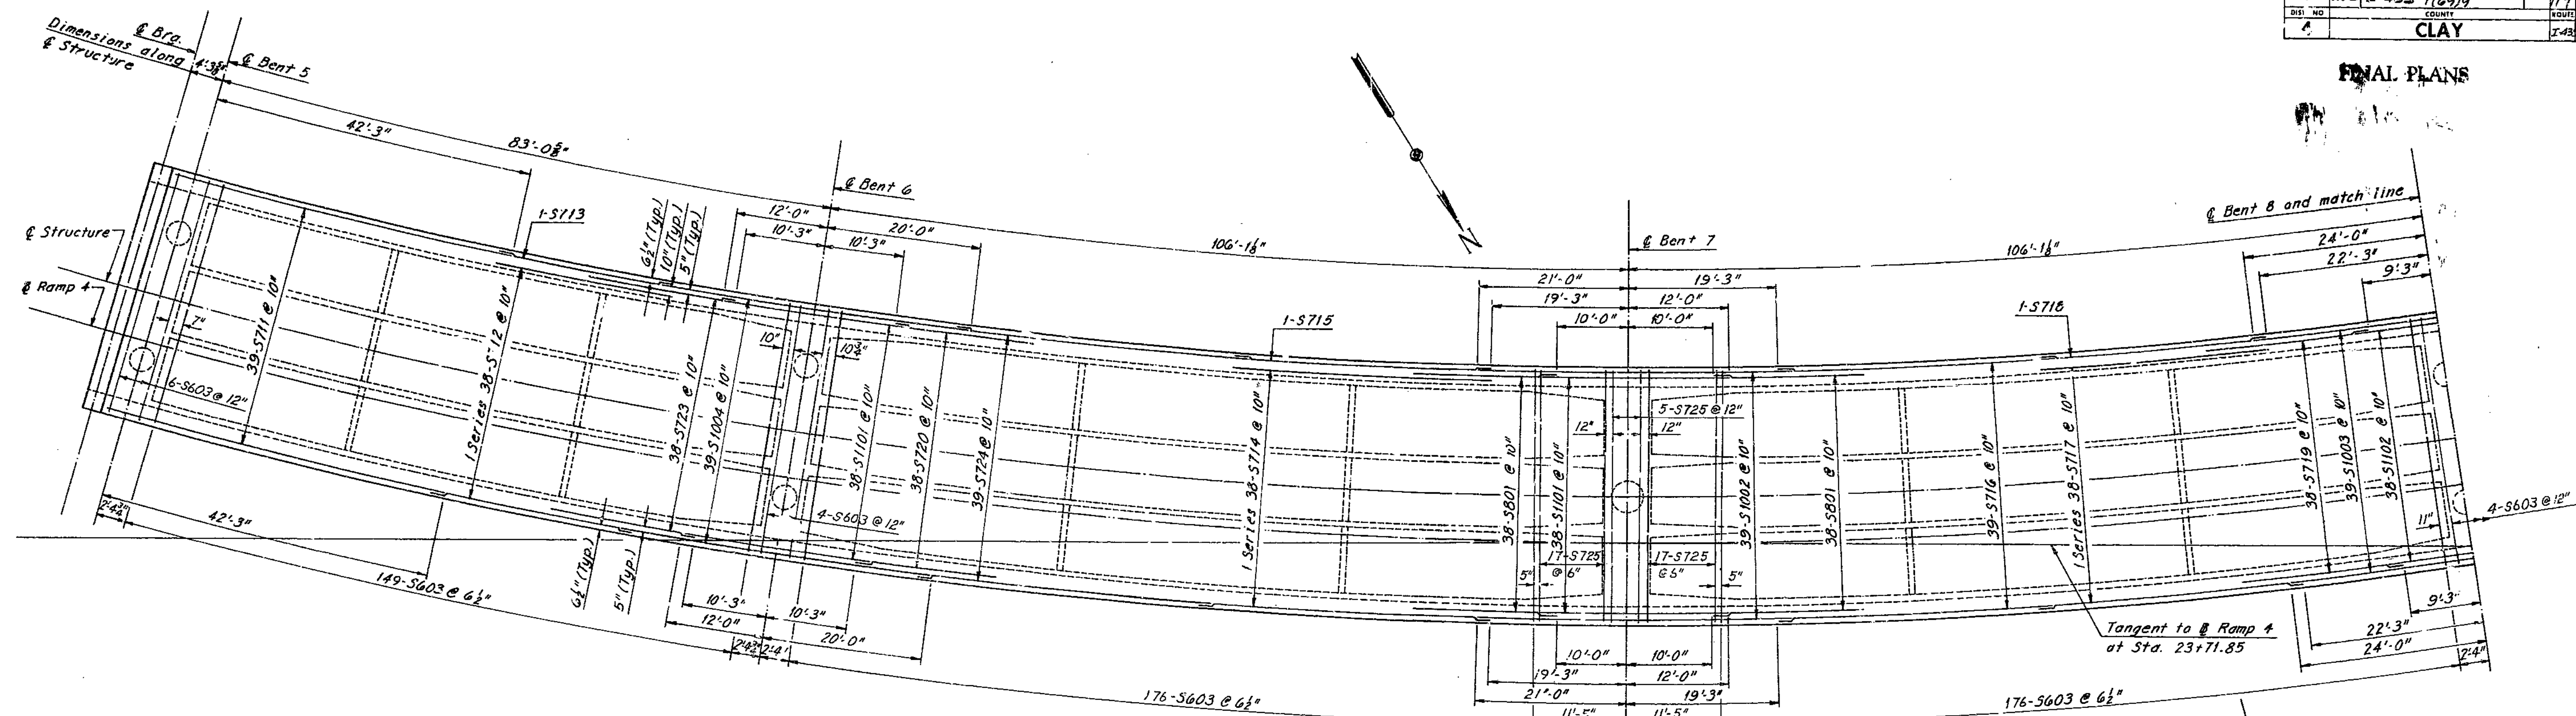 DIST NO
COUNTY
ROUTE
CLAY
FINAL PLANS
Dimensions along
℄ Structure
℄ Brg.
℄ Bent 5
42'-3"
83'-0⅝"
℄ Bent 6
1-S713
6½" (Typ.)
10" (Typ.)
5" (Typ.)
12'-0"
20'-0"
10'-3"
10'-3"
106'-1⅛"
N
℄ Bent 7
106'-1⅛"
℄ Bent 8 and match line
24'-0"
22'-3"
9'-3"
21'-0"
19'-3"
19'-3"
12'-0"
10'-0"
10'-0"
1-S715
1-S718
℄ Structure
Ramp 4
7"
6-S603 @ 12"
39-S711 @ 10"
1 Series 38-S712 @ 10"
38-S723 @ 10"
39-S1004 @ 10"
10"
10¾"
4-S603 @ 12"
38-S1101 @ 10"
38-S720 @ 10"
39-S724 @ 10"
1 Series 38-S714 @ 10"
38-S801 @ 10"
38-S1101 @ 10"
5-S725 @ 12"
12"
12"
17-S725
@ 6"
17-S725
@ 6"
5"
5"
39-S1002 @ 10"
38-S801 @ 10"
39-S716 @ 10"
1 Series 38-S717 @ 10"
38-S719 @ 10"
39-S1003 @ 10"
38-S1102 @ 10"
11"
4-S603 @ 12"
2'-4¾"
42'-3"
149-S603 @ 6½"
6½" (Typ.)
5" (Typ.)
10'-3"
10'-3"
12'-0"
20'-0"
2'-4¾"
2'-4"
176-S603 @ 6½"
10'-0"
10'-0"
19'-3"
12'-0"
21'-0"
19'-3"
11'-5"
11'-5"
Tangent to Ramp 4
at Sta. 23+71.85
9'-3"
22'-3"
24'-0"
2'-4"
176-S603 @ 6½"